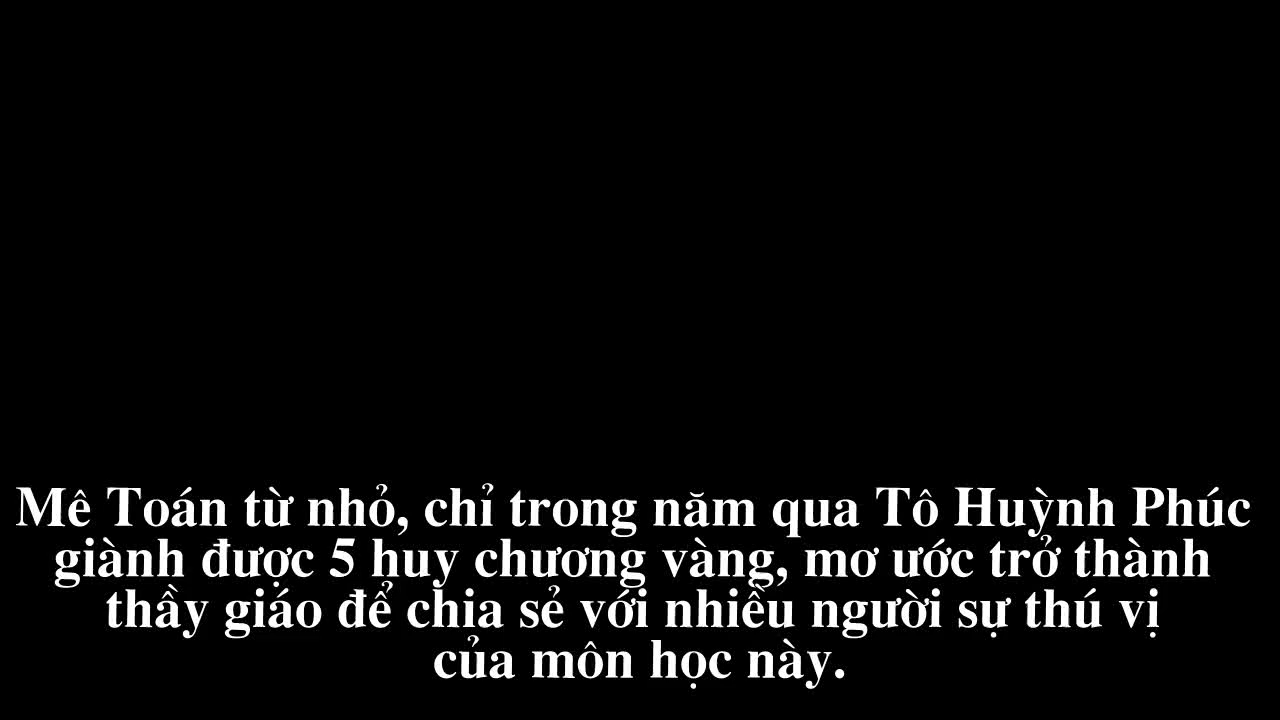 Mê Toán từ nhỏ, chỉ trong năm qua Tô Huỳnh Phúc
giành được 5 huy chương vàng, mơ ước trở thành
thầy giáo để chia sẻ với nhiều người sự thú vị
của môn học này.